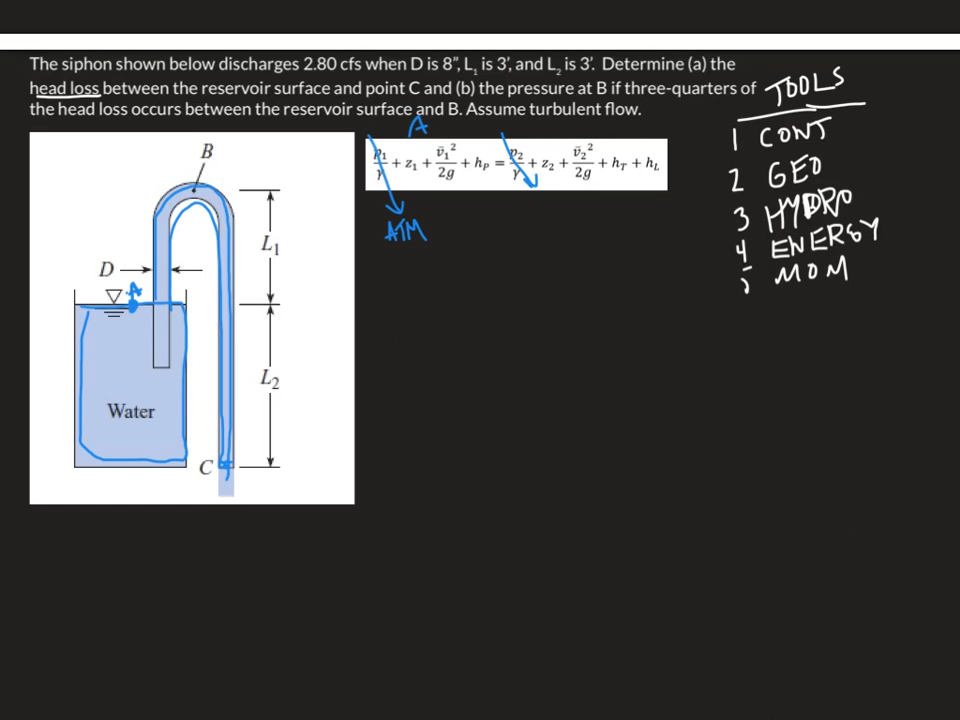 The siphon shown below discharges 2.80 cfs when D is 8", L₁ is 3', and L₂ is 3'. Determine (a) the
head loss between the reservoir surface and point C and (b) the pressure at B if three-quarters of
the head loss occurs between the reservoir surface and B. Assume turbulent flow.
TOOLS
1 CONT
2 GEO
3 HYDRO
4 ENERGY
5 MOM
A
p₁/γ + z₁ + v̄₁²/2g + hₚ = p₂/γ + z₂ + v̄₂²/2g + h_T + h_L
ATM
B
L₁
D
A
L₂
Water
C